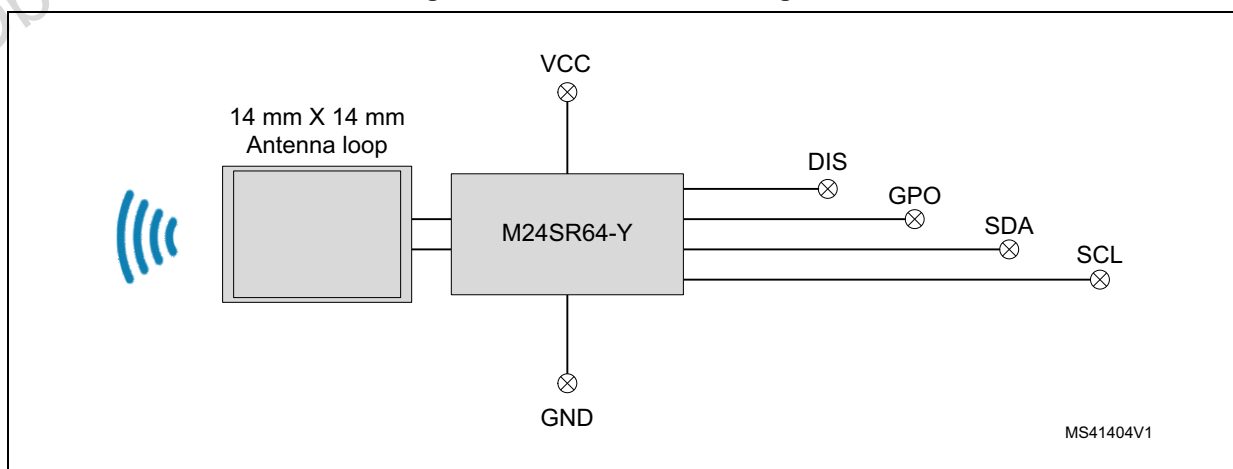 VCC
14 mm X 14 mm
Antenna loop
DIS
GPO
M24SR64-Y
SDA
SCL
GND
MS41404V1